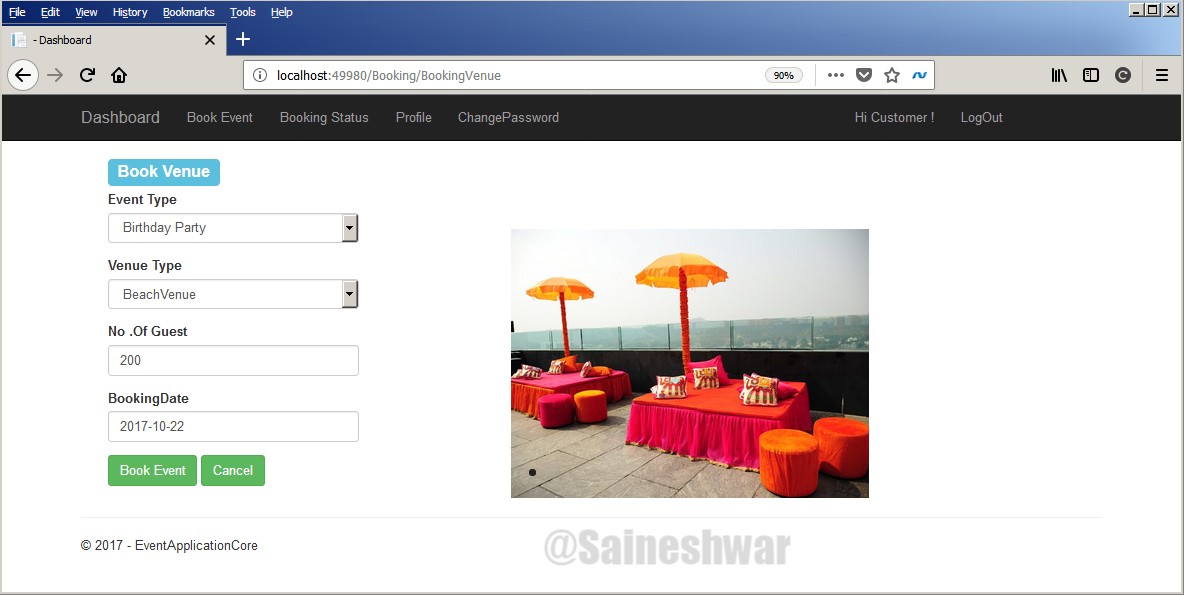 File Edit View History Bookmarks Tools Help
- Dashboard
localhost:49980/Booking/BookingVenue 90%
Dashboard Book Event Booking Status Profile ChangePassword Hi Customer ! LogOut
Book Venue
Event Type
Birthday Party
Venue Type
BeachVenue
No .Of Guest
200
BookingDate
2017-10-22
Book Event Cancel
© 2017 - EventApplicationCore
@Saineshwar